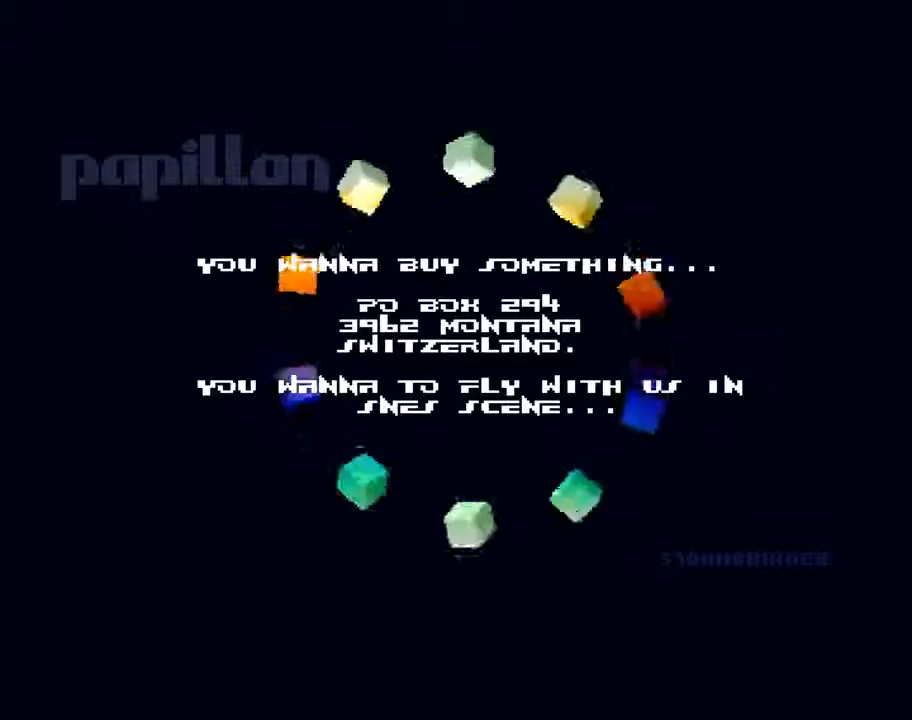 papillon
YOU WANNA BUY SOMETHING...
PO BOX 294
3962 MONTANA
SWITZERLAND.
YOU WANNA TO FLY WITH US IN
SNES SCENE...